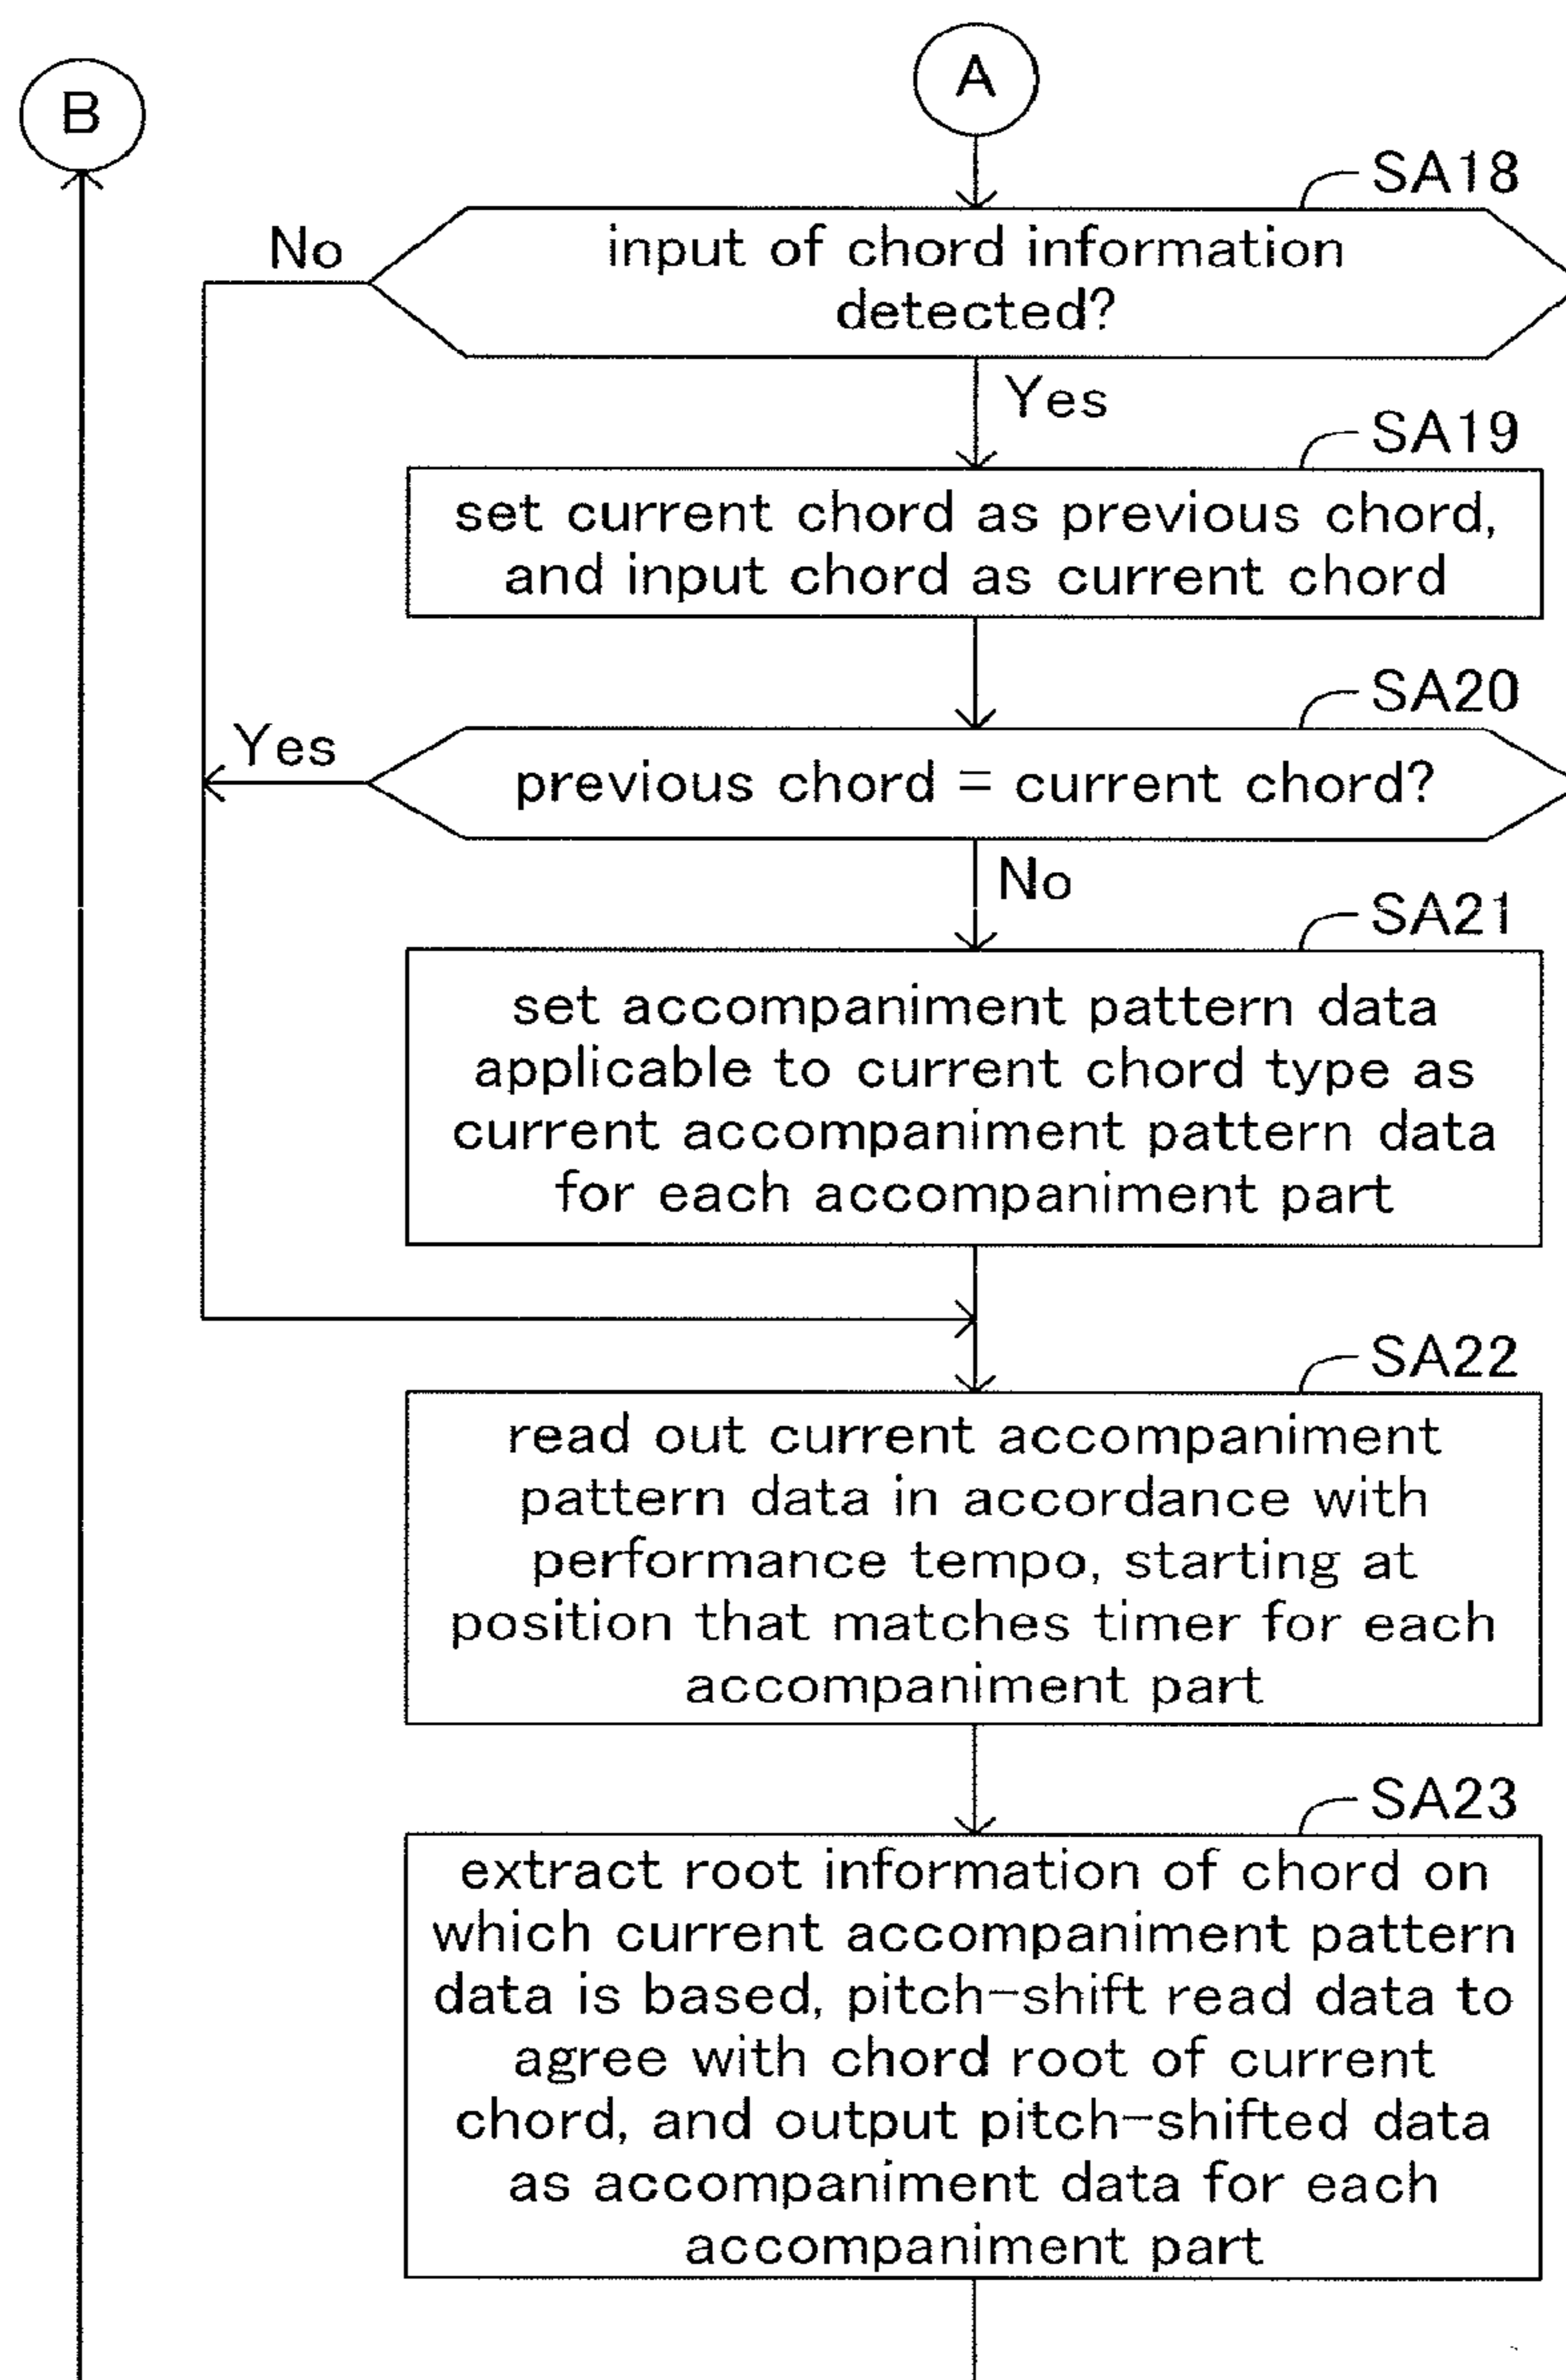 B
A
SA18
No
input of chord information
detected?
Yes
SA19
set current chord as previous chord,
and input chord as current chord
SA20
Yes
previous chord = current chord?
No
SA21
set accompaniment pattern data
applicable to current chord type as
current accompaniment pattern data
for each accompaniment part
SA22
read out current accompaniment
pattern data in accordance with
performance tempo, starting at
position that matches timer for each
accompaniment part
SA23
extract root information of chord on
which current accompaniment pattern
data is based, pitch-shift read data to
agree with chord root of current
chord, and output pitch-shifted data
as accompaniment data for each
accompaniment part